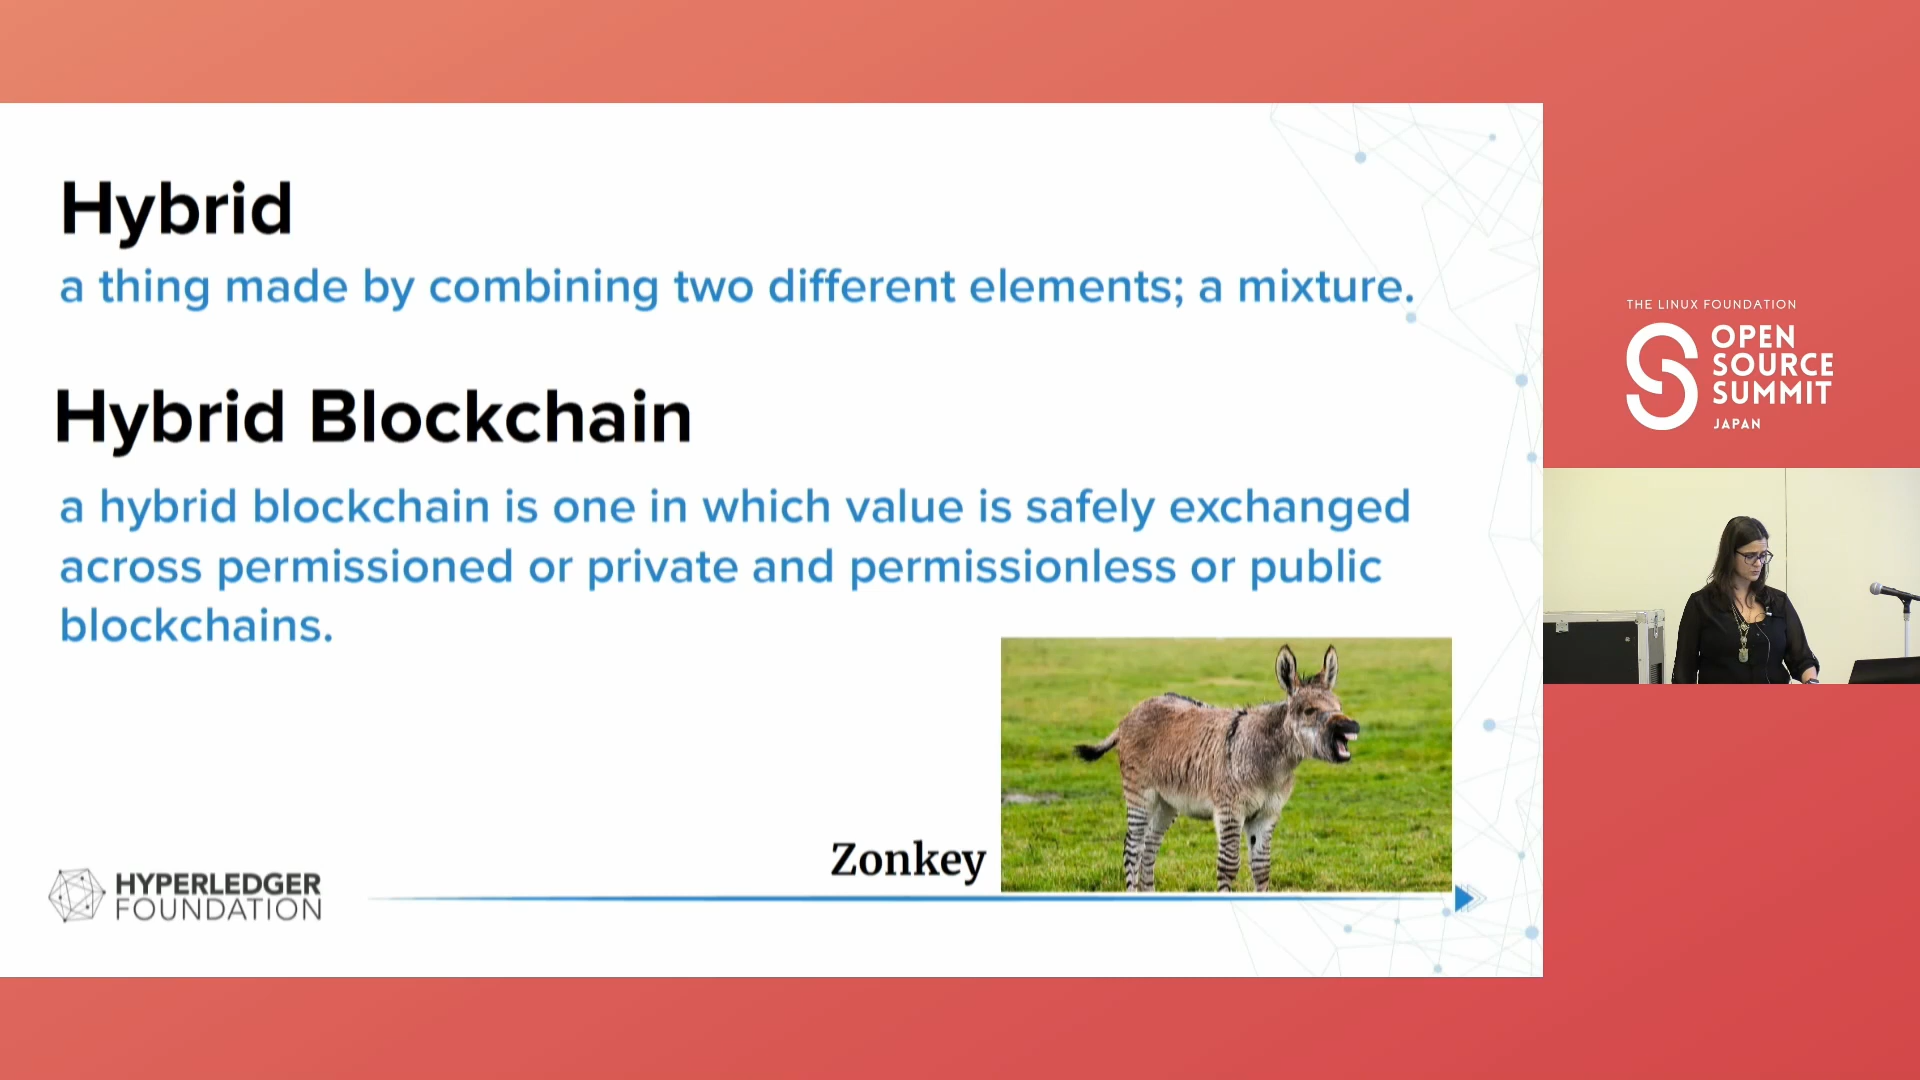 Hybrid
a thing made by combining two different elements; a mixture.
Hybrid Blockchain
a hybrid blockchain is one in which value is safely exchanged
across permissioned or private and permissionless or public
blockchains.
Zonkey
HYPERLEDGER
FOUNDATION
THE LINUX FOUNDATION
OPEN
SOURCE
SUMMIT
JAPAN